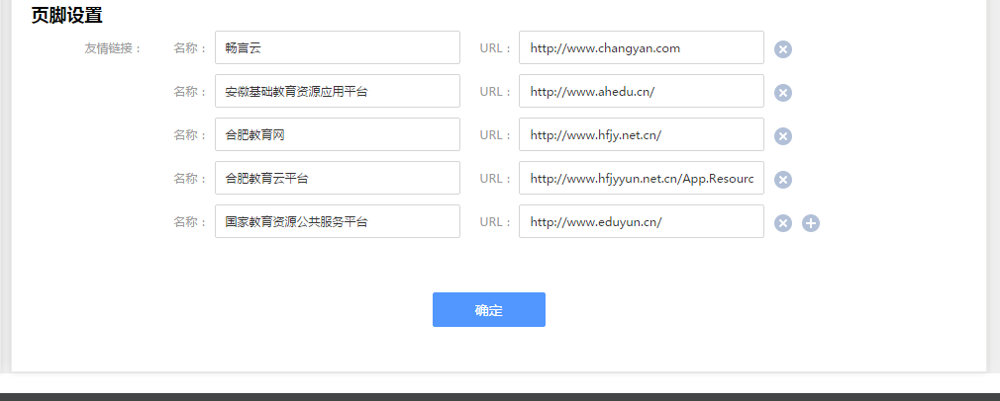 页脚设置
友情链接： 名称： 畅言云 URL： http://www.changyan.com
名称： 安徽基础教育资源应用平台 URL： http://www.ahedu.cn/
名称： 合肥教育网 URL： http://www.hfjy.net.cn/
名称： 合肥教育云平台 URL： http://www.hfjyyun.net.cn/App.Resourc
名称： 国家教育资源公共服务平台 URL： http://www.eduyun.cn/
确定